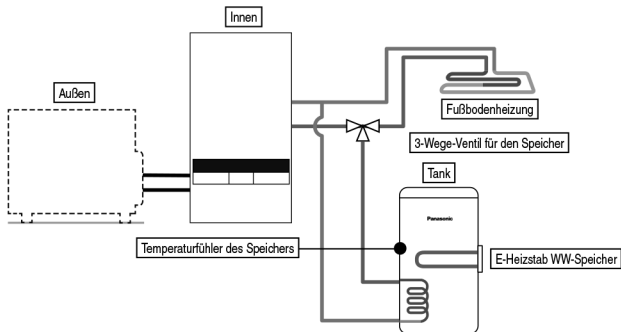 Innen
Außen
Fußbodenheizung
3-Wege-Ventil für den Speicher
Tank
Panasonic
Temperaturfühler des Speichers
E-Heizstab WW-Speicher